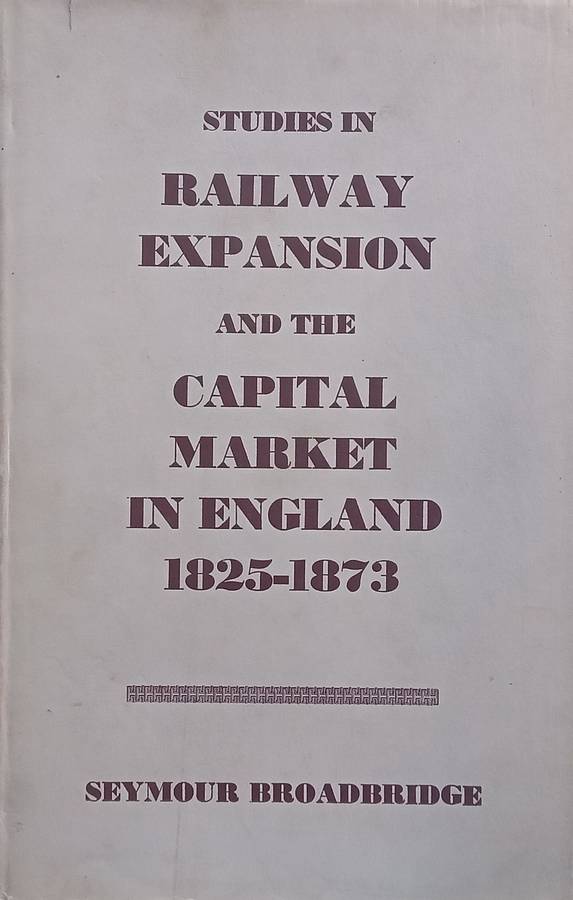 STUDIES IN
RAILWAY
EXPANSION
AND THE
CAPITAL
MARKET
IN ENGLAND
1825-1873
SEYMOUR BROADBRIDGE